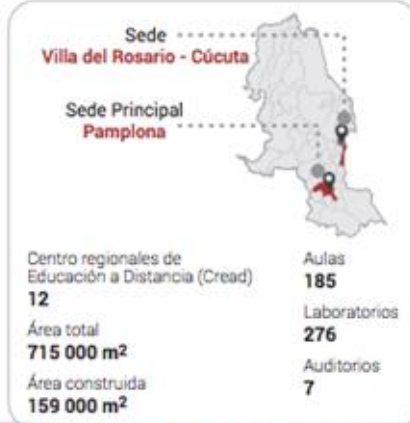 Sede
Villa del Rosario - Cúcuta
Sede Principal
Pamplona
Centro regionales de
Educación a Distancia (Cread)
12
Área total
715 000 m²
Área construida
159 000 m²
Aulas
185
Laboratorios
276
Auditorios
7